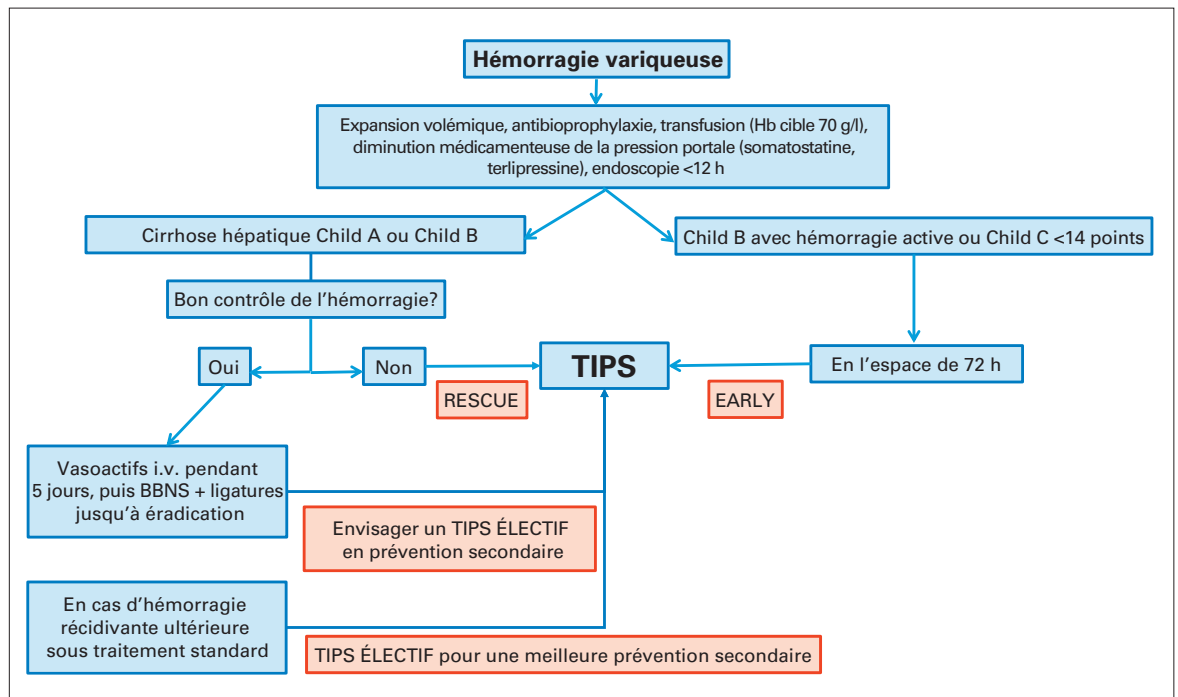 Hémorragie variqueuse
Expansion volémique, antibioprophylaxie, transfusion (Hb cible 70 g/l),
diminution médicamenteuse de la pression portale (somatostatine,
terlipressine), endoscopie <12 h
Cirrhose hépatique Child A ou Child B
Child B avec hémorragie active ou Child C <14 points
Bon contrôle de l'hémorragie?
Oui
Non
TIPS
En l'espace de 72 h
RESCUE
EARLY
Vasoactifs i.v. pendant
5 jours, puis BBNS + ligatures
jusqu'à éradication
Envisager un TIPS ÉLECTIF
en prévention secondaire
En cas d'hémorragie
récidivante ultérieure
sous traitement standard
TIPS ÉLECTIF pour une meilleure prévention secondaire